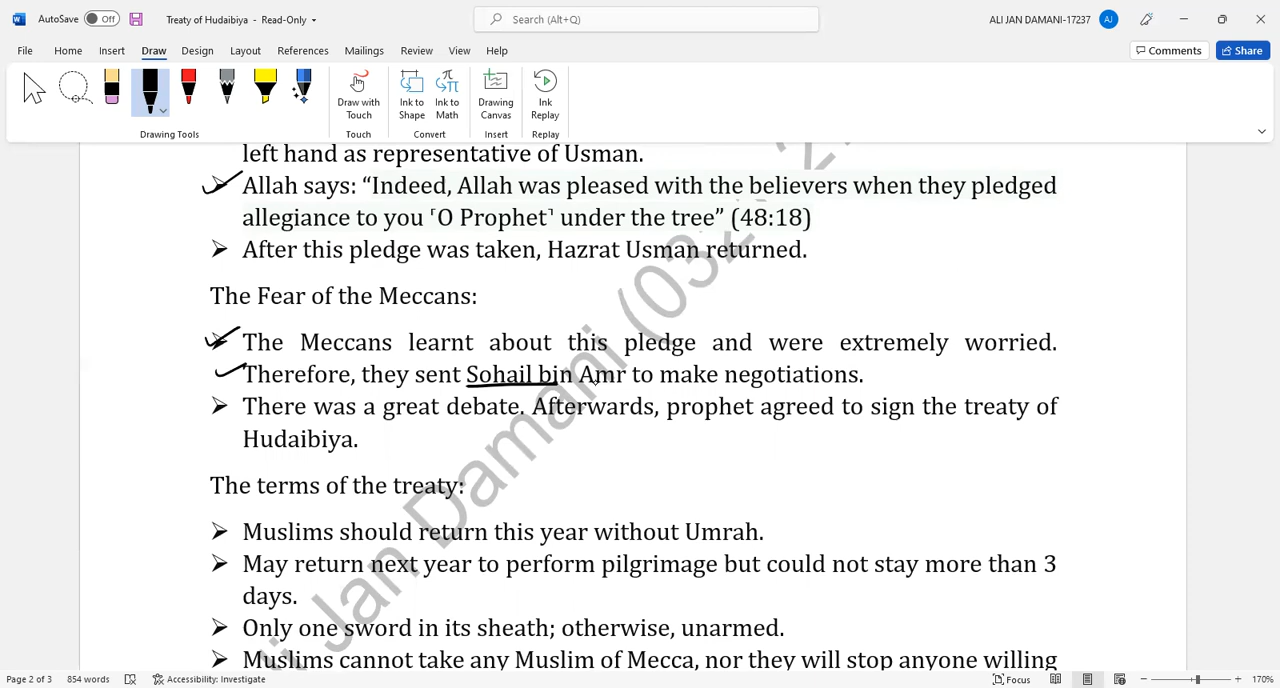 AutoSave Off Treaty of Hudaibiya - Read-Only Search (Alt+Q) ALI JAN DAMANI-17237 AJ
File Home Insert Draw Design Layout References Mailings Review View Help Comments Share
Draw with Touch Ink to Shape Ink to Math Drawing Canvas Ink Replay
Drawing Tools Touch Convert Insert Replay
left hand as representative of Usman.
Allah says: “Indeed, Allah was pleased with the believers when they pledged
allegiance to you ˹O Prophet˺ under the tree” (48:18)
After this pledge was taken, Hazrat Usman returned.
The Fear of the Meccans:
The Meccans learnt about this pledge and were extremely worried.
Therefore, they sent Sohail bin Amr to make negotiations.
There was a great debate. Afterwards, prophet agreed to sign the treaty of
Hudaibiya.
The terms of the treaty:
Muslims should return this year without Umrah.
May return next year to perform pilgrimage but could not stay more than 3
days.
Only one sword in its sheath; otherwise, unarmed.
Muslims cannot take any Muslim of Mecca, nor they will stop anyone willing
Jan Damani
Page 2 of 3 854 words Accessibility: Investigate Focus 170%